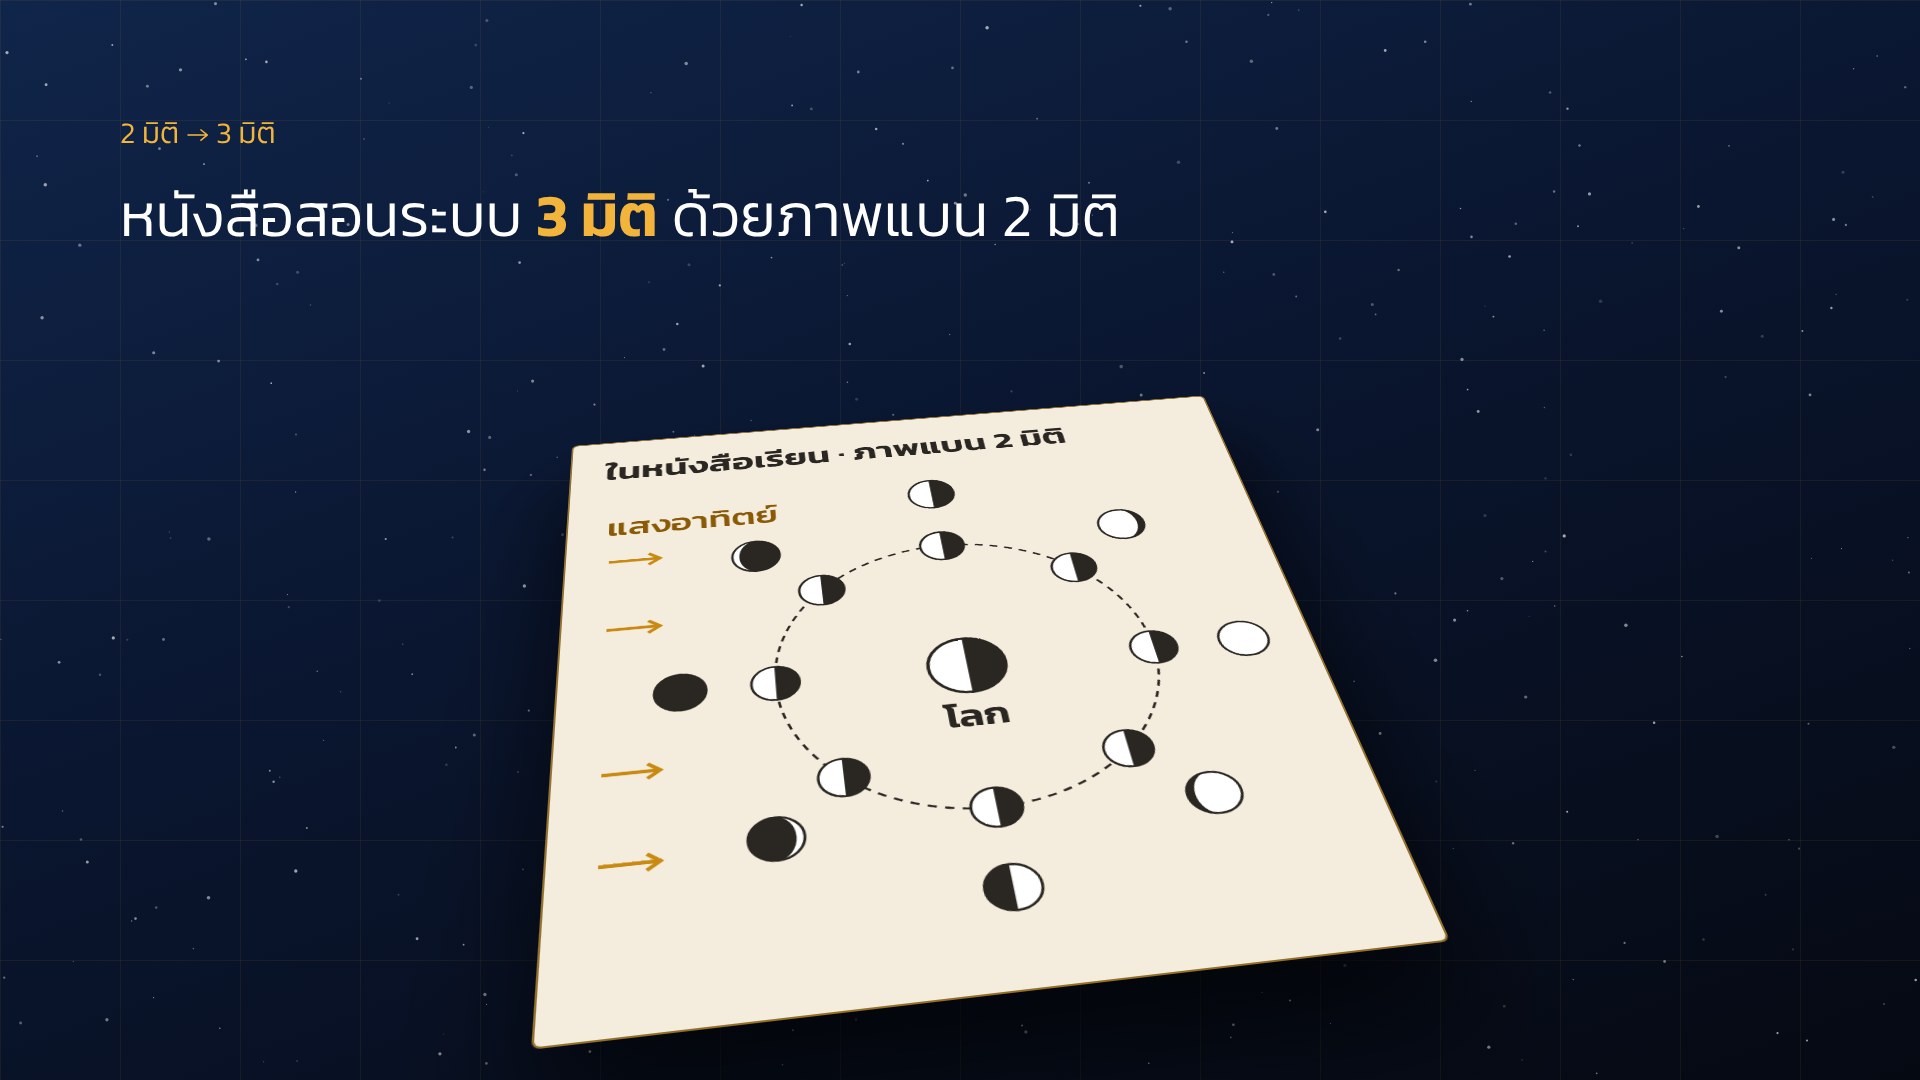 2 มิติ → 3 มิติ
หนังสือสอนระบบ 3 มิติ ด้วยภาพแบน 2 มิติ
ในหนังสือเรียน · ภาพแบน 2 มิติ
แสงอาทิตย์
โลก